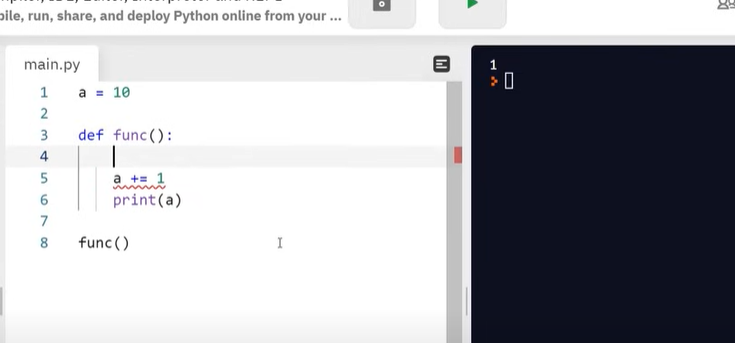 pile, run, share, and deploy Python online from your ...
main.py
1 a = 10
2
3 def func():
4
5 a += 1
6 print(a)
7
8 func()
1